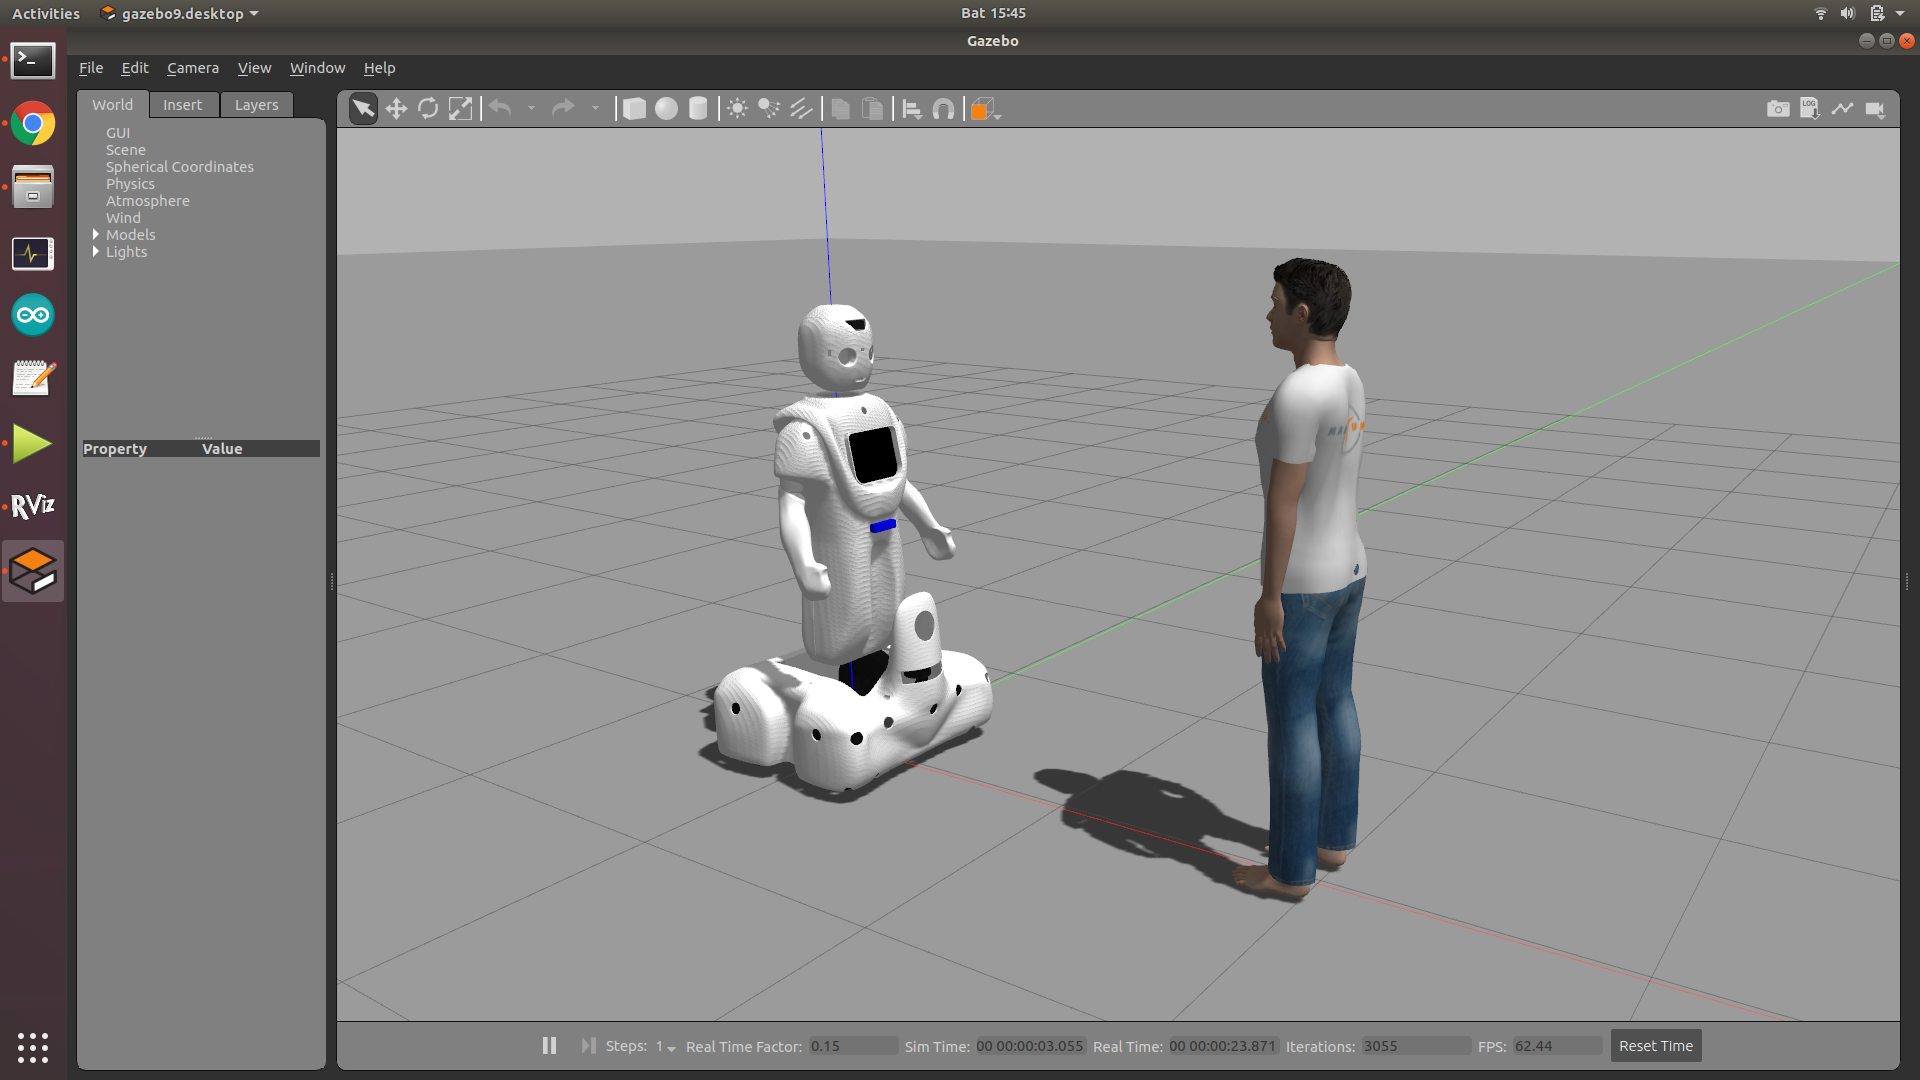 Activities gazebo9.desktop Bat 15:45
Gazebo
File Edit Camera View Window Help
World Insert Layers
LOG
GUI
Scene
Spherical Coordinates
Physics
Atmosphere
Wind
Models
Lights
Property Value
RViz
Steps: 1 Real Time Factor: 0.15 Sim Time: 00 00:00:03.055 Real Time: 00 00:00:23.871 Iterations: 3055 FPS: 62.44 Reset Time